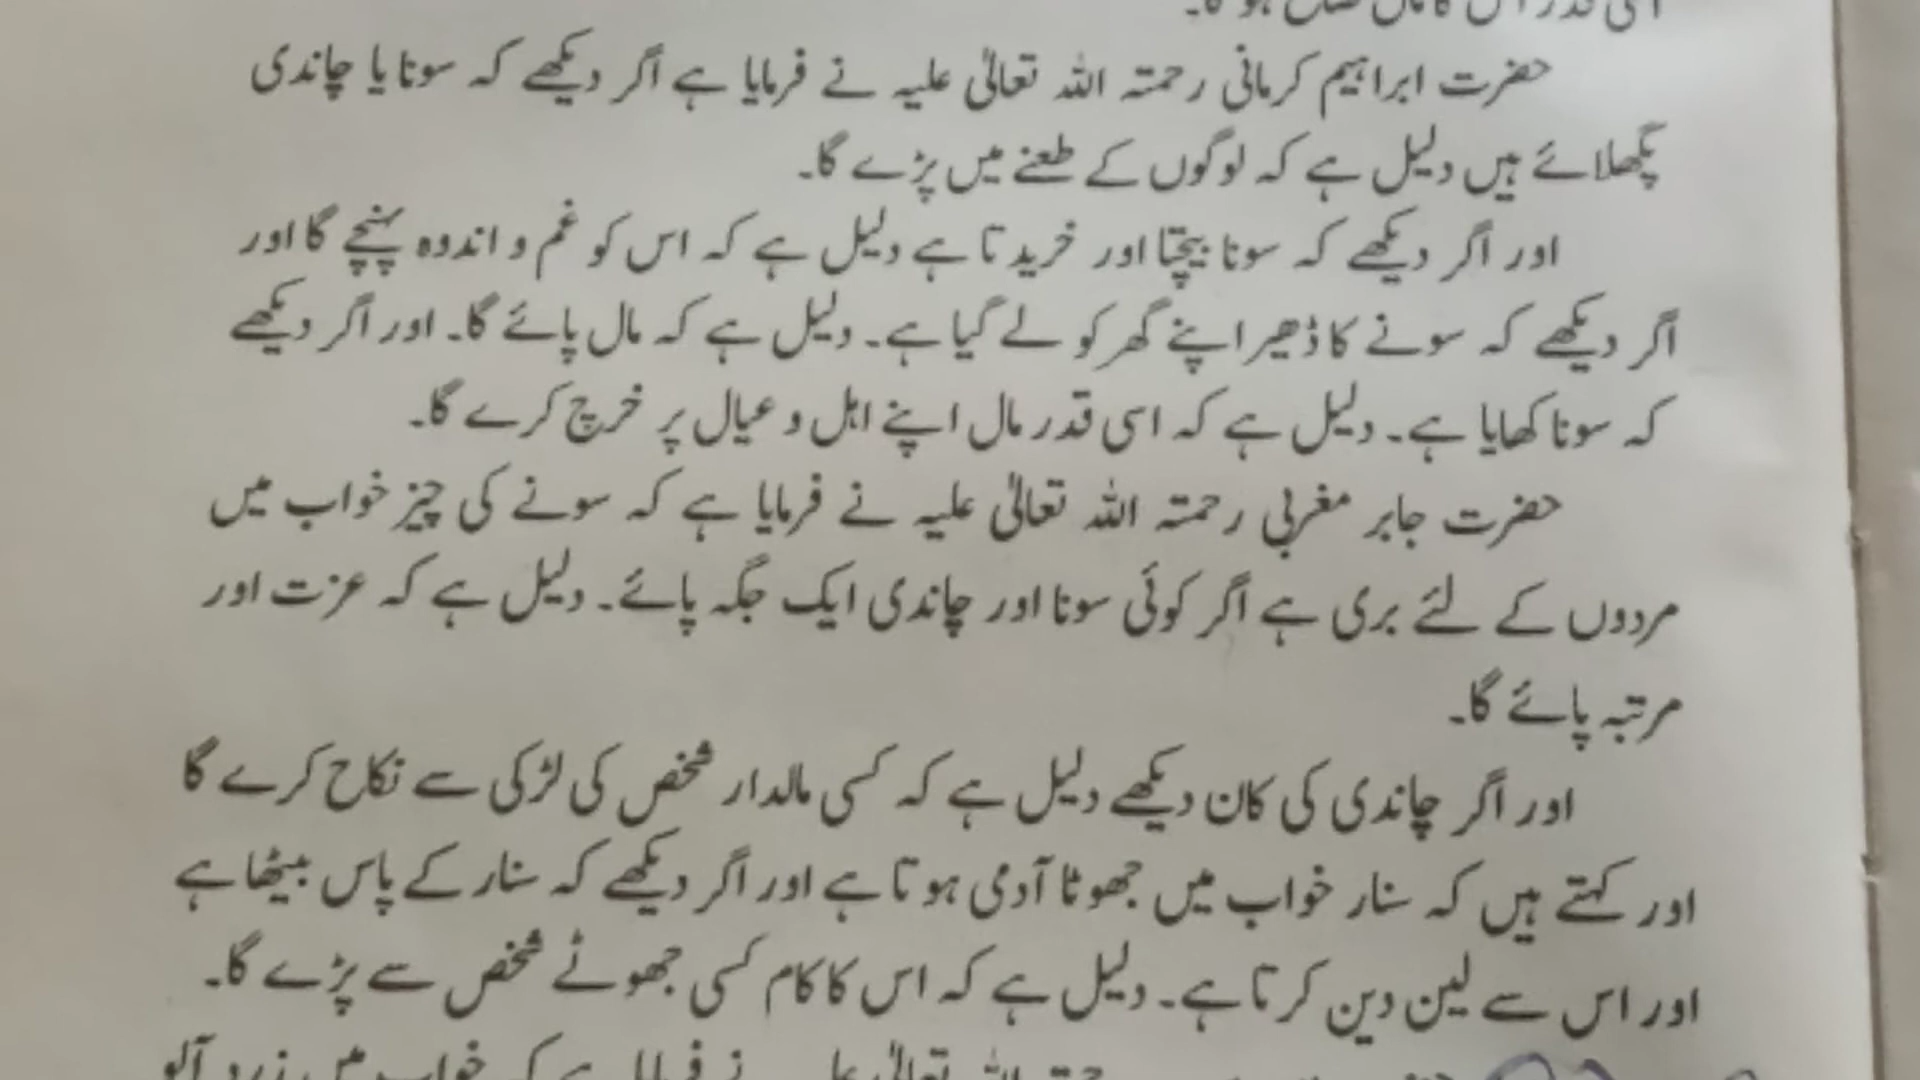 حضرت ابراہیم کرمانی رحمتہ اللہ تعالیٰ علیہ نے فرمایا ہے اگر دیکھے کہ سونا یا چاندی
پگھلائے ہیں دلیل ہے کہ لوگوں کے طعنے میں پڑے گا۔
اور اگر دیکھے کہ سونا بیچتا اور خریدتا ہے دلیل ہے کہ اس کو غم و اندوہ پہنچے گا اور
اگر دیکھے کہ سونے کا ڈھیر اپنے گھر کو لے گیا ہے۔ دلیل ہے کہ مال پائے گا۔ اور اگر دیکھے
کہ سونا کھایا ہے۔ دلیل ہے کہ اسی قدر مال اپنے اہل و عیال پر خرچ کرے گا۔
حضرت جابر مغربی رحمتہ اللہ تعالیٰ علیہ نے فرمایا ہے کہ سونے کی چیز خواب میں
مردوں کے لئے بری ہے اگر کوئی سونا اور چاندی ایک جگہ پائے۔ دلیل ہے کہ عزت اور
مرتبہ پائے گا۔
اور اگر چاندی کی کان دیکھے دلیل ہے کہ کسی مالدار شخص کی لڑکی سے نکاح کرے گا
اور کہتے ہیں کہ سنار خواب میں جھوٹا آدمی ہوتا ہے اور اگر دیکھے کہ سنار کے پاس بیٹھا ہے
اور اس سے لین دین کرتا ہے۔ دلیل ہے کہ اس کا کام کسی جھوٹے شخص سے پڑے گا۔